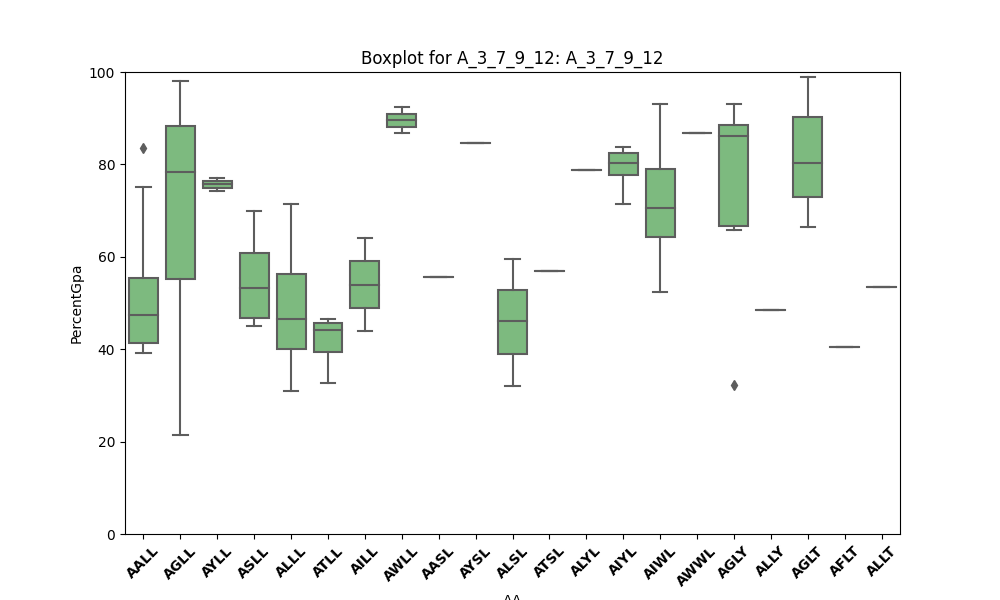 Boxplot for A_3_7_9_12: A_3_7_9_12
100
80
60
40
20
0
PercentGpa
AALL AGLL AYLL ASLL ALLL ATLL AILL AWLL AASL AYSL ALSL ATSL ALYL AIYL AIWL AWWL AGLY ALLY AGLT AFLT ALLT
AA